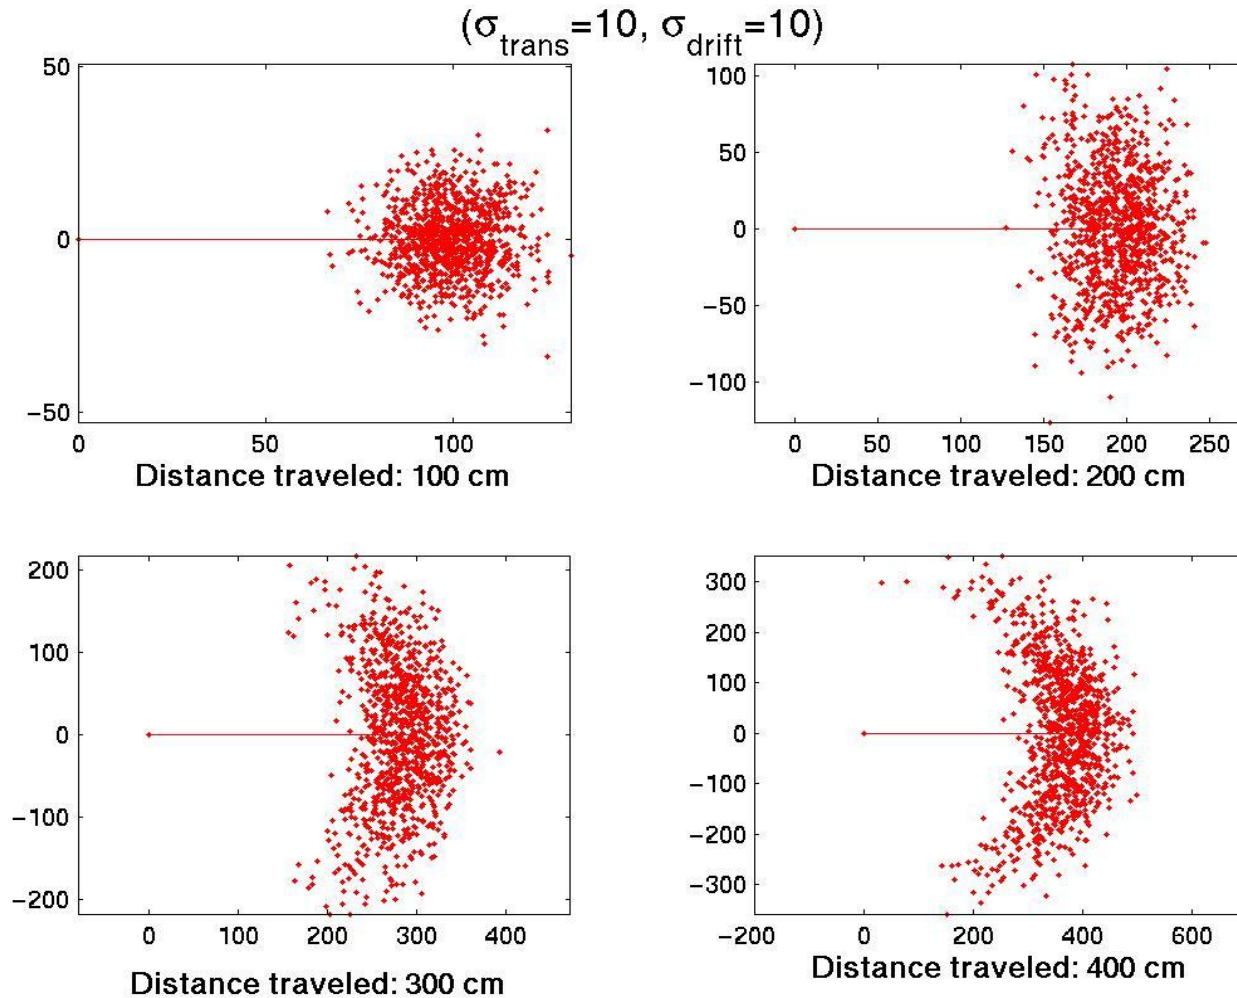 (σtrans=10, σdrift=10)
50
0
−50
0 50 100
Distance traveled: 100 cm
100
50
0
−50
−100
0 50 100 150 200 250
Distance traveled: 200 cm
200
100
0
−100
−200
0 100 200 300 400
Distance traveled: 300 cm
300
200
100
0
−100
−200
−300
−200 0 200 400 600
Distance traveled: 400 cm